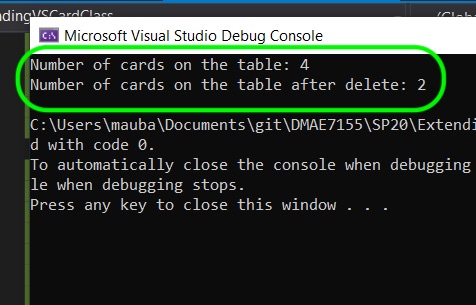 ndingVSCardClass
Microsoft Visual Studio Debug Console
Number of cards on the table: 4
Number of cards on the table after delete: 2
C:\Users\mauba\Documents\git\DMAE7155\SP20\Extendi
d with code 0.
To automatically close the console when debugging
le when debugging stops.
Press any key to close this window . . .